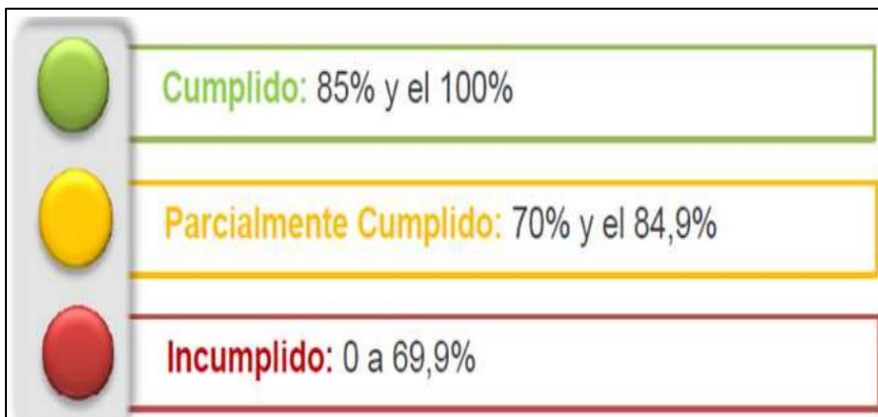 Cumplido: 85% y el 100%
Parcialmente Cumplido: 70% y el 84,9%
Incumplido: 0 a 69,9%